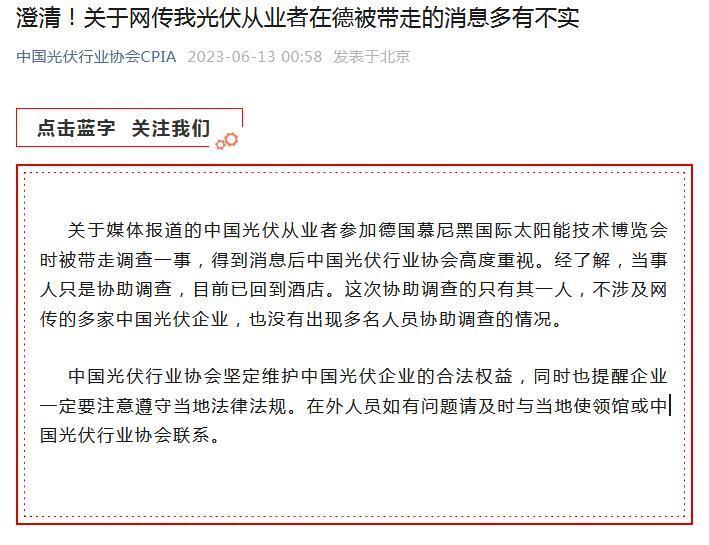 澄清！关于网传我光伏从业者在德被带走的消息多有不实
中国光伏行业协会CPIA 2023-06-13 00:58 发表于北京
点击蓝字 关注我们
关于媒体报道的中国光伏从业者参加德国慕尼黑国际太阳能技术博览会
时被带走调查一事，得到消息后中国光伏行业协会高度重视。经了解，当事
人只是协助调查，目前已回到酒店。这次协助调查的只有其一人，不涉及网
传的多家中国光伏企业，也没有出现多名人员协助调查的情况。
中国光伏行业协会坚定维护中国光伏企业的合法权益，同时也提醒企业
一定要注意遵守当地法律法规。在外人员如有问题请及时与当地使领馆或中
国光伏行业协会联系。